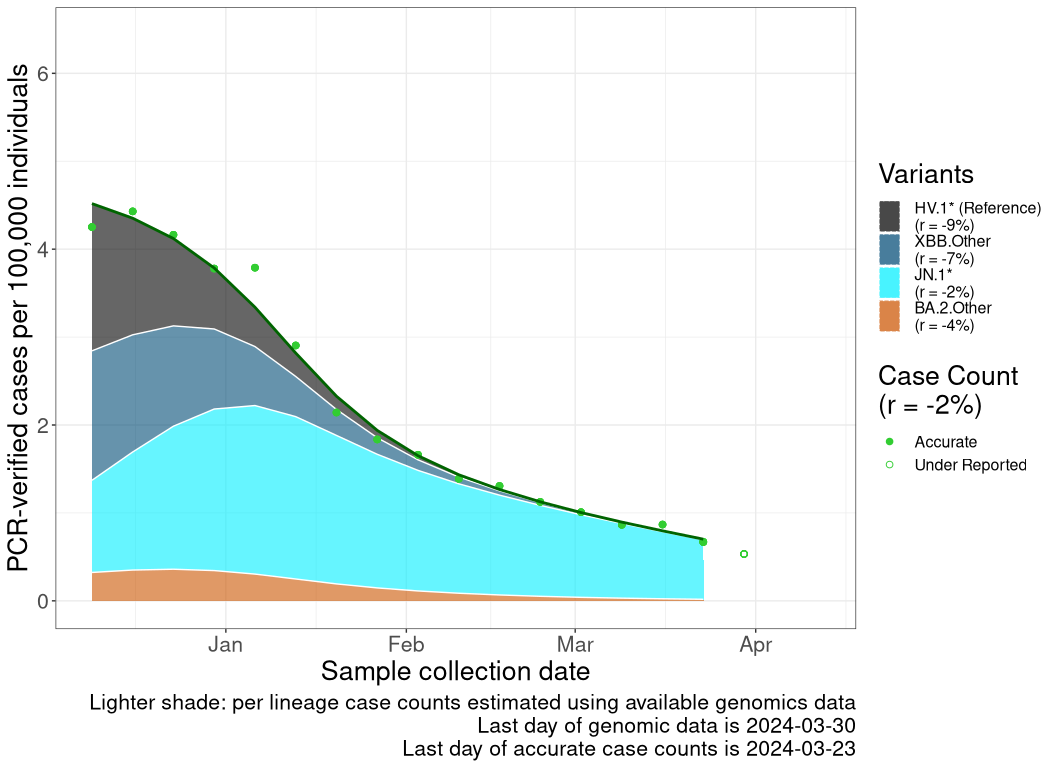 PCR-verified cases per 100,000 individuals
6
4
2
0
Jan
Feb
Mar
Apr
Sample collection date
Variants
HV.1* (Reference)
(r = -9%)
XBB.Other
(r = -7%)
JN.1*
(r = -2%)
BA.2.Other
(r = -4%)
Case Count
(r = -2%)
Accurate
Under Reported
Lighter shade: per lineage case counts estimated using available genomics data
Last day of genomic data is 2024-03-30
Last day of accurate case counts is 2024-03-23